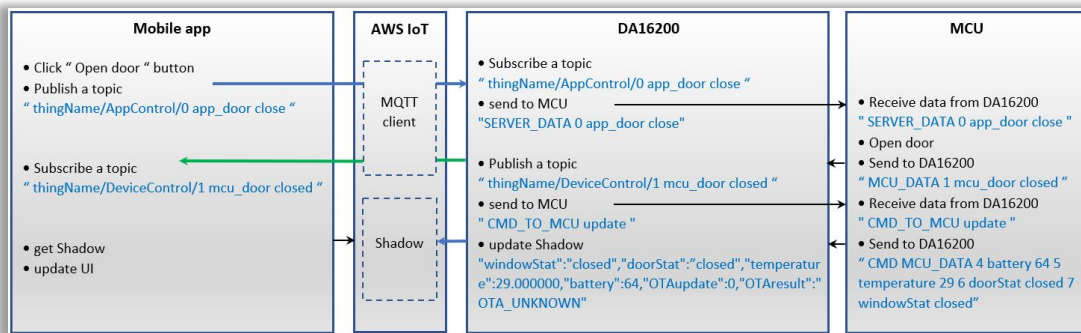 Mobile app
• Click “ Open door “ button
• Publish a topic
“ thingName/AppControl/0 app_door close “
• Subscribe a topic
“ thingName/DeviceControl/1 mcu_door closed “
• get Shadow
• update UI
AWS IoT
MQTT
client
Shadow
DA16200
• Subscribe a topic
“ thingName/AppControl/0 app_door close “
• send to MCU
"SERVER_DATA 0 app_door close"
• Publish a topic
“ thingName/DeviceControl/1 mcu_door closed “
• send to MCU
" CMD_TO_MCU update "
• update Shadow
"windowStat":"closed","doorStat":"closed","temperatur
e":29.000000,"battery":64,"OTAupdate":0,"OTAresult":"
OTA_UNKNOWN"
MCU
• Receive data from DA16200
" SERVER_DATA 0 app_door close "
• Open door
• Send to DA16200
“ MCU_DATA 1 mcu_door closed ”
• Receive data from DA16200
" CMD_TO_MCU update "
• Send to DA16200
“ CMD MCU_DATA 4 battery 64 5
temperature 29 6 doorStat closed 7
windowStat closed”